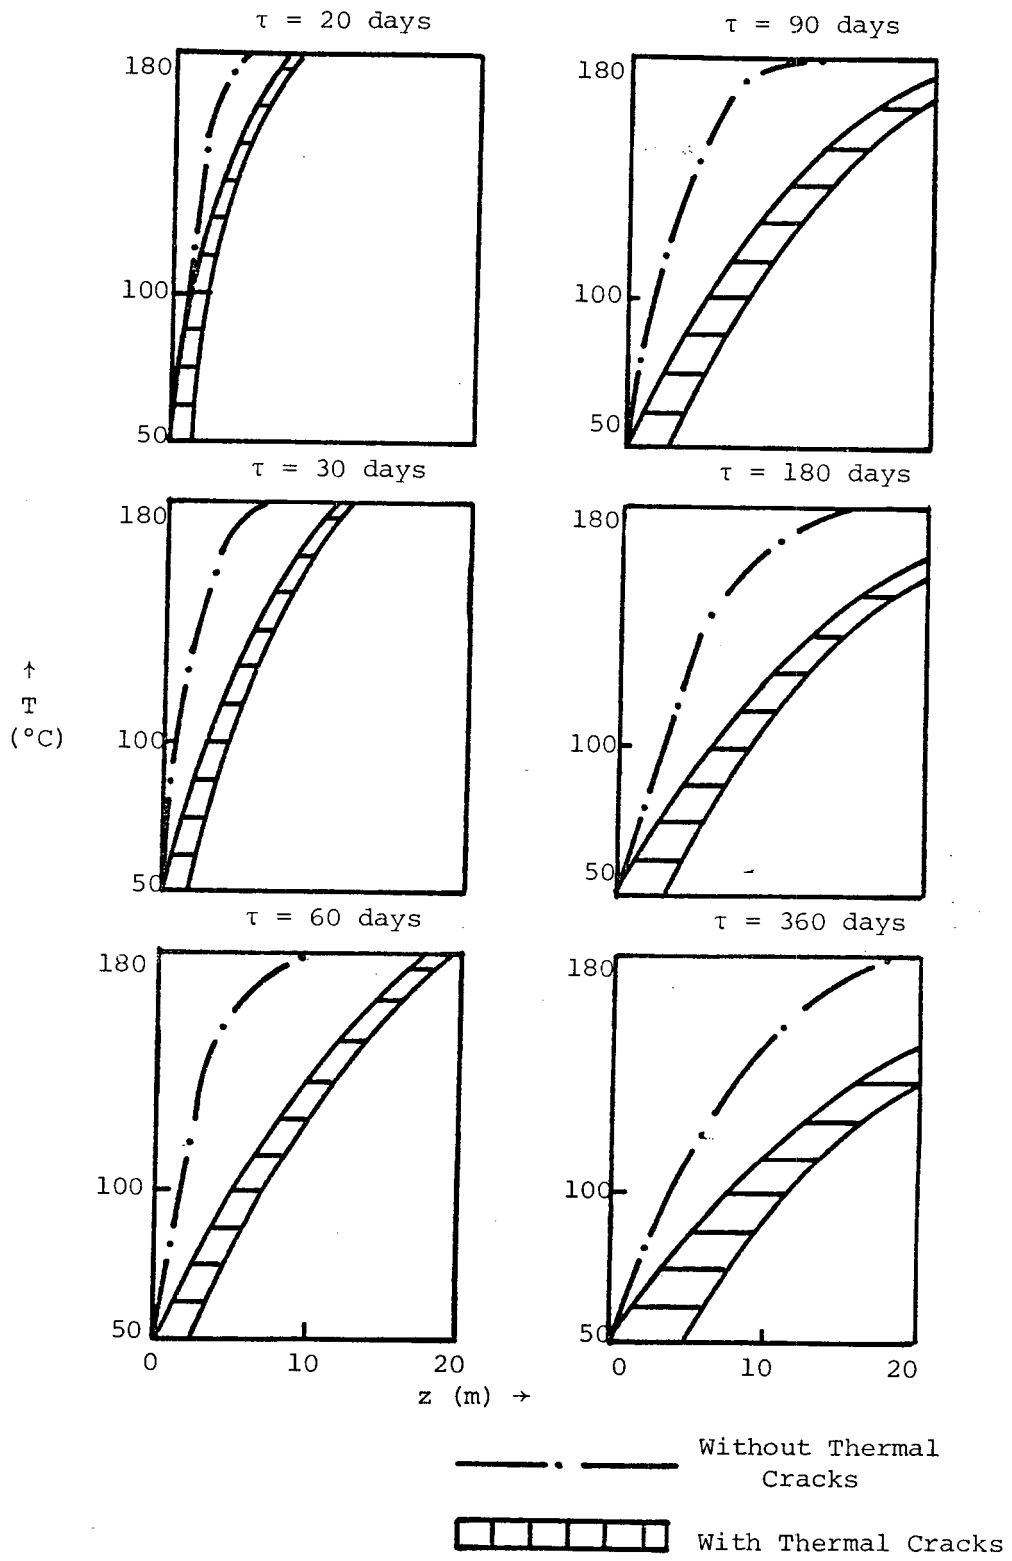 τ = 20 days
180
100
50
τ = 90 days
180
100
50
τ = 30 days
180
100
50
τ = 180 days
180
100
50
↑
T
(°C)
τ = 60 days
180
100
50
0 10 20
τ = 360 days
180
100
50
0 10 20
z (m) →
Without Thermal
Cracks
With Thermal Cracks